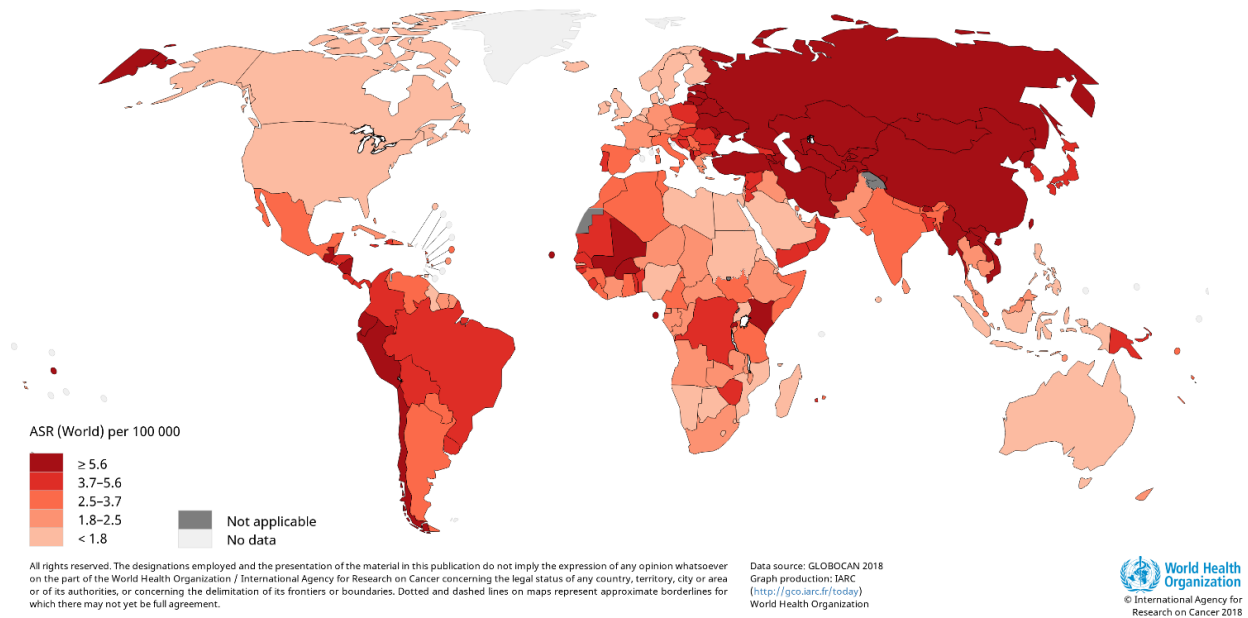 ASR (World) per 100 000
≥ 5.6
3.7–5.6
2.5–3.7
1.8–2.5
< 1.8
Not applicable
No data
All rights reserved. The designations employed and the presentation of the material in this publication do not imply the expression of any opinion whatsoever
on the part of the World Health Organization / International Agency for Research on Cancer concerning the legal status of any country, territory, city or area
or of its authorities, or concerning the delimitation of its frontiers or boundaries. Dotted and dashed lines on maps represent approximate borderlines for
which there may not yet be full agreement.
Data source: GLOBOCAN 2018
Graph production: IARC
(http://gco.iarc.fr/today)
World Health Organization
World Health
Organization
© International Agency for
Research on Cancer 2018